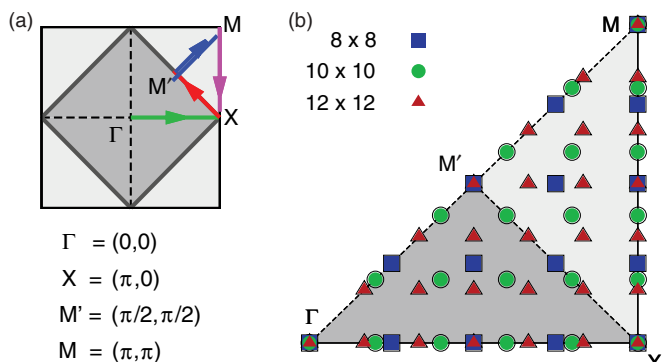 (a)
M
M′
Γ
X
Γ = (0,0)
X = (π,0)
M' = (π/2,π/2)
M = (π,π)
(b)
8 x 8
10 x 10
12 x 12
M
M′
Γ
X